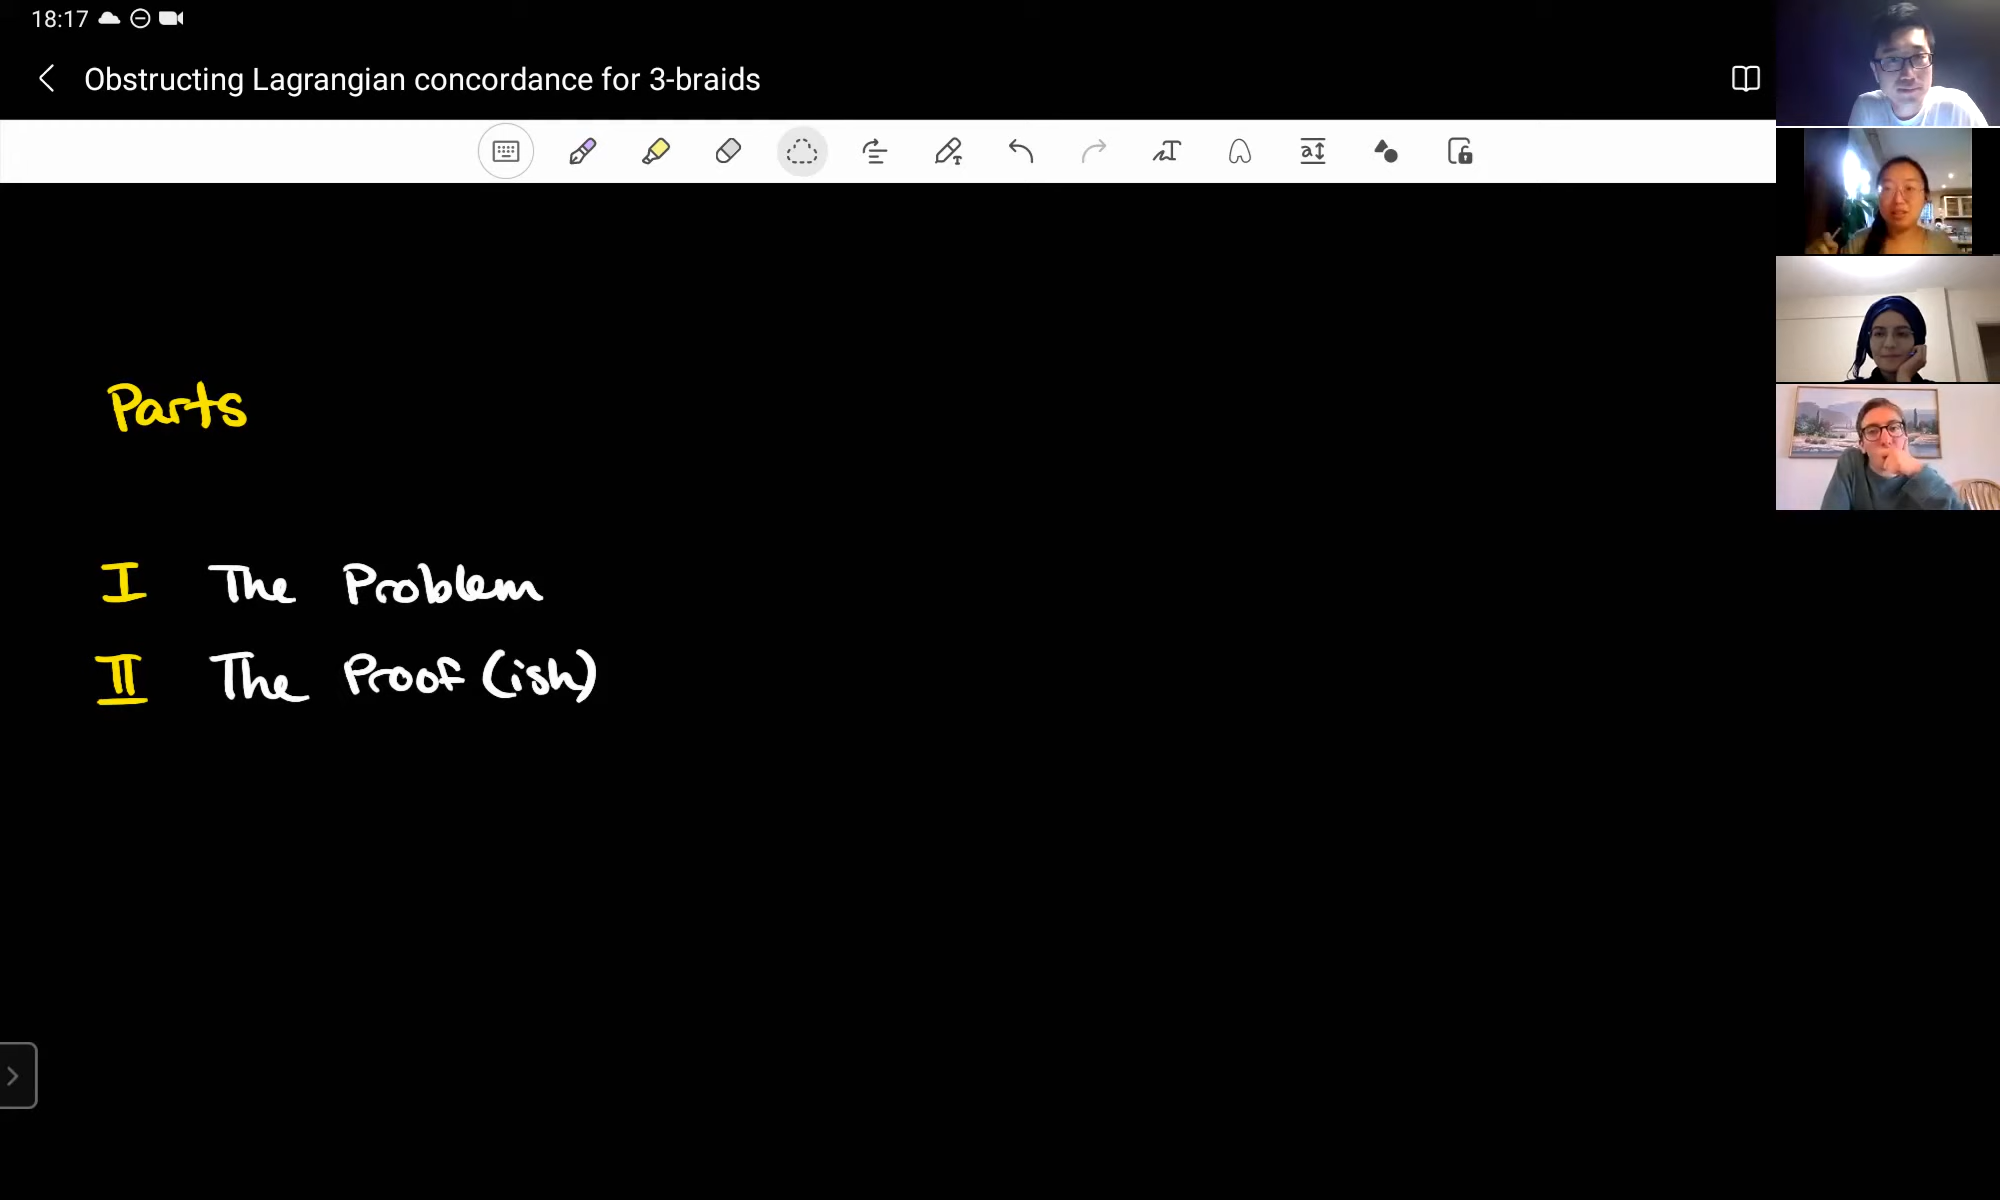 18:17
Obstructing Lagrangian concordance for 3-braids
Parts
I The Problem
II The Proof (ish)